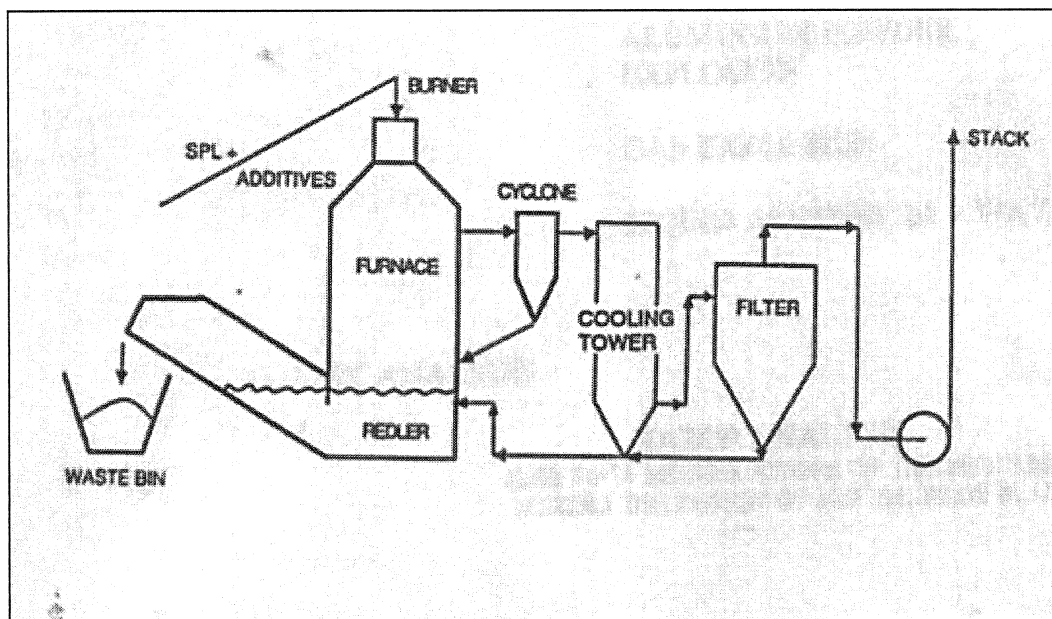 BURNER
SPL +
ADDITIVES
STACK
CYCLONE
FURNACE
COOLING
TOWER
FILTER
REDLER
WASTE BIN